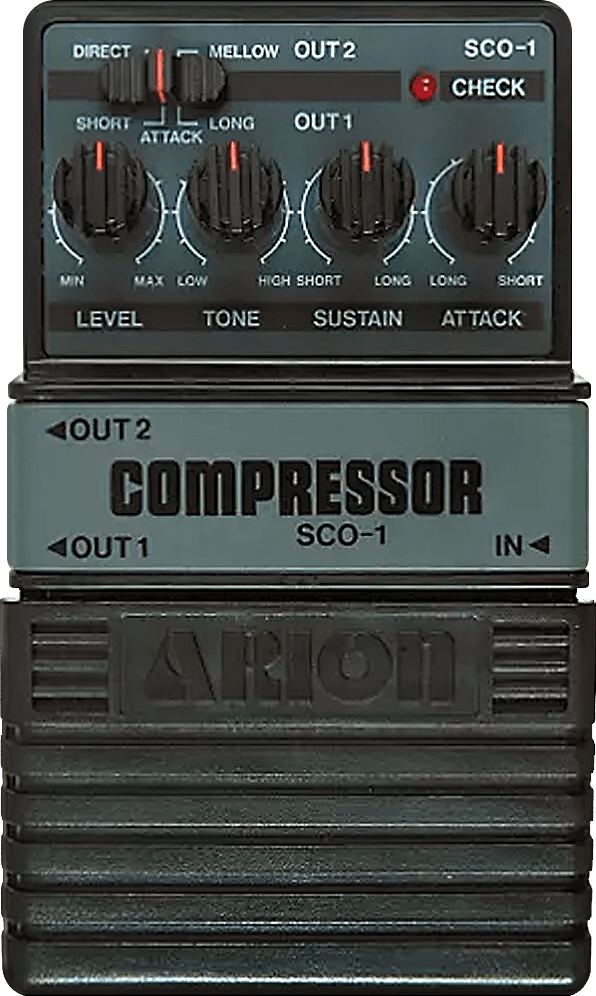 DIRECT MELLOW OUT 2 SCO-1
CHECK
SHORT LONG OUT 1
ATTACK
MIN MAX LOW HIGH SHORT LONG LONG SHORT
LEVEL TONE SUSTAIN ATTACK
◄OUT 2
COMPRESSOR
SCO-1
◄OUT 1 IN◄
ARION